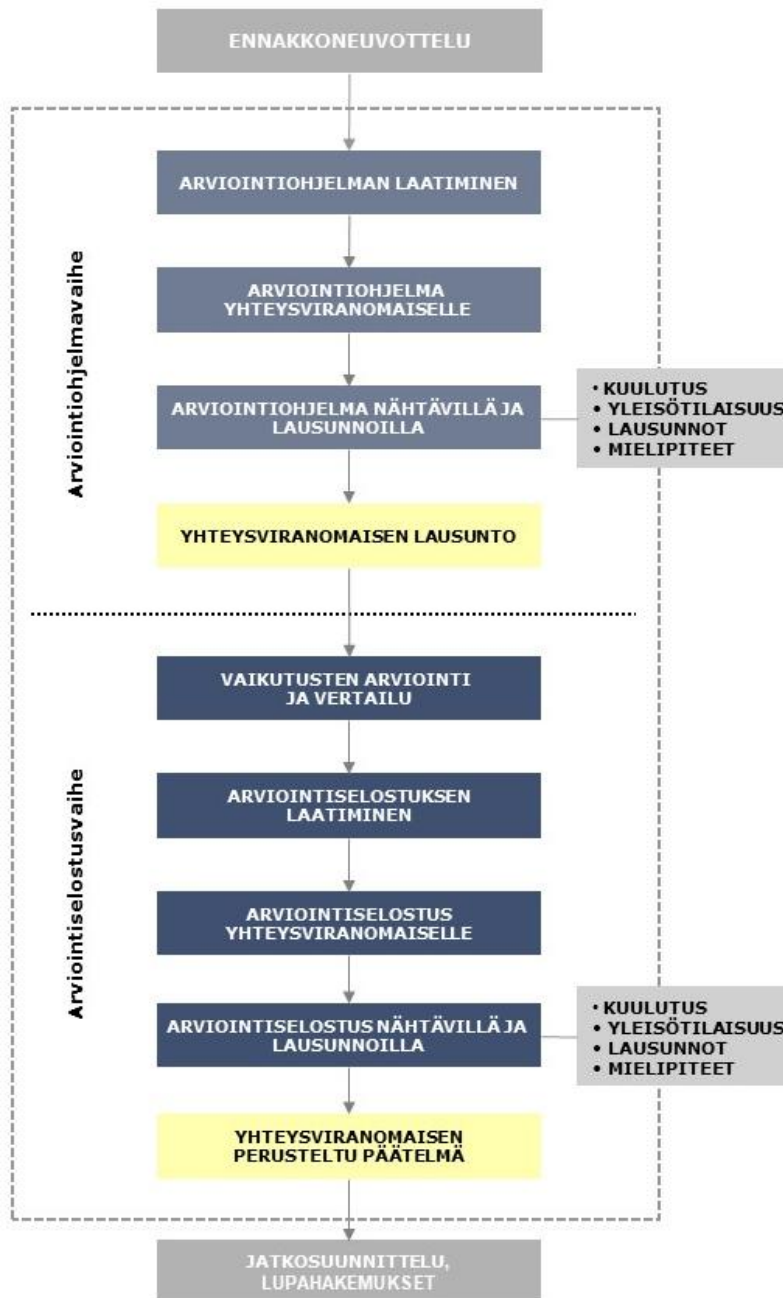 ENNAKKONEUVOTTELU
Arviointiohjelmavaihe
ARVIOINTIOHJELMAN LAATIMINEN
ARVIOINTIOHJELMA
YHTEYSVIRANOMAISELLE
ARVIOINTIOHJELMA NÄHTÄVILLÄ JA
LAUSUNNOILLA
• KUULUTUS
• YLEISÖTILAISUUS
• LAUSUNNOT
• MIELIPITEET
YHTEYSVIRANOMAISEN LAUSUNTO
Arviointiselostusvaihe
VAIKUTUSTEN ARVIOINTI
JA VERTAILU
ARVIOINTISELOSTUKSEN
LAATIMINEN
ARVIOINTISELOSTUS
YHTEYSVIRANOMAISELLE
ARVIOINTISELOSTUS NÄHTÄVILLÄ JA
LAUSUNNOILLA
• KUULUTUS
• YLEISÖTILAISUUS
• LAUSUNNOT
• MIELIPITEET
YHTEYSVIRANOMAISEN
PERUSTELTU PÄÄTELMÄ
JATKOSUUNNITTELU,
LUPAHAKEMUKSET